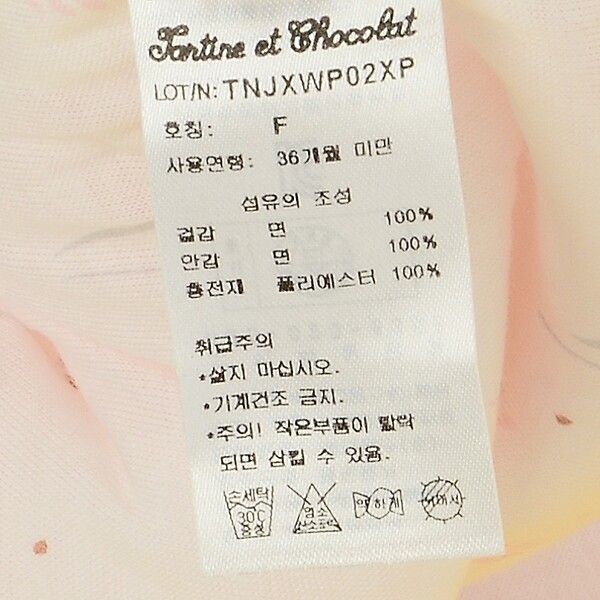 Tartine et Chocolat
LOT/N: TNJXWP02XP
호칭: F
사용연령: 36개월 미만
섬유의 조성
겉감 면 100%
안감 면 100%
충전재 폴리에스터 100%
취급주의
*삶지 마십시오.
*기계건조 금지.
*주의! 작은부품이 탈락
되면 삼킬 수 있음.
손세탁 염소 약하게
30℃ 산소표백
중성